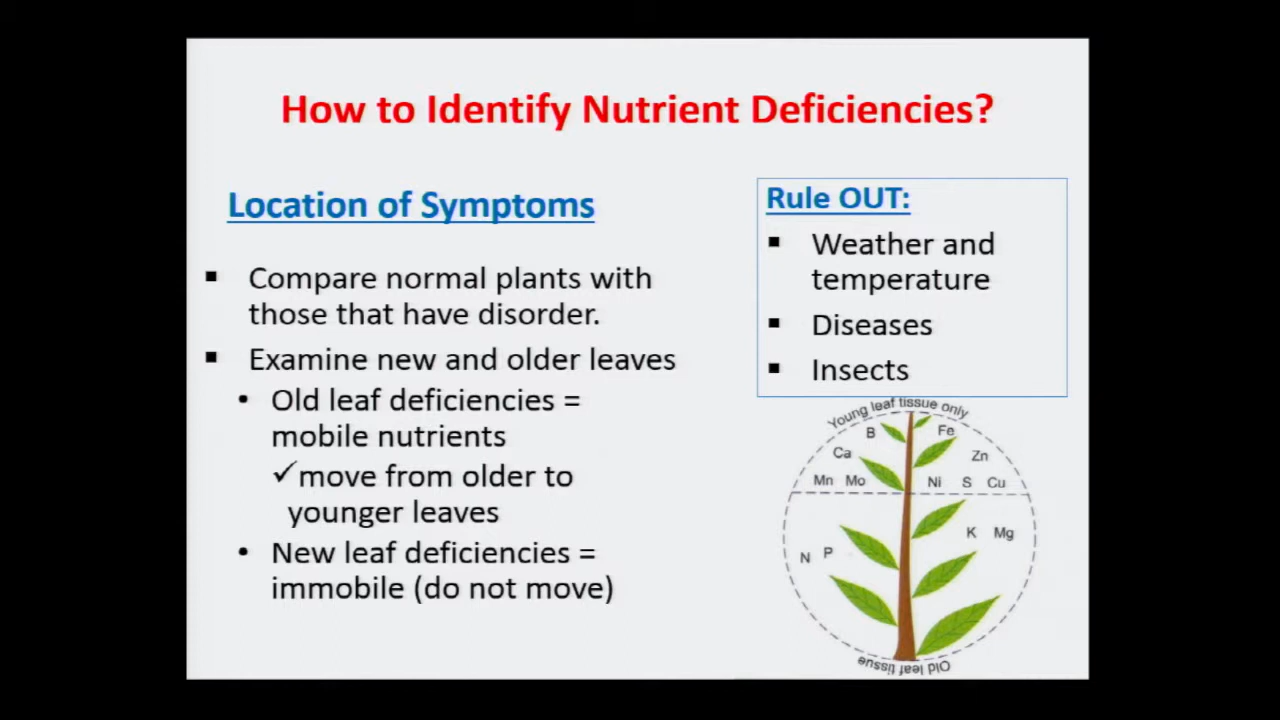 How to Identify Nutrient Deficiencies?
Location of Symptoms
▪ Compare normal plants with
those that have disorder.
▪ Examine new and older leaves
• Old leaf deficiencies =
mobile nutrients
✓move from older to
younger leaves
• New leaf deficiencies =
immobile (do not move)
Rule OUT:
▪ Weather and
temperature
▪ Diseases
▪ Insects
Young leaf tissue only
B Fe
Ca Zn
Mn Mo Ni S Cu
K Mg
N P
Old leaf tissue